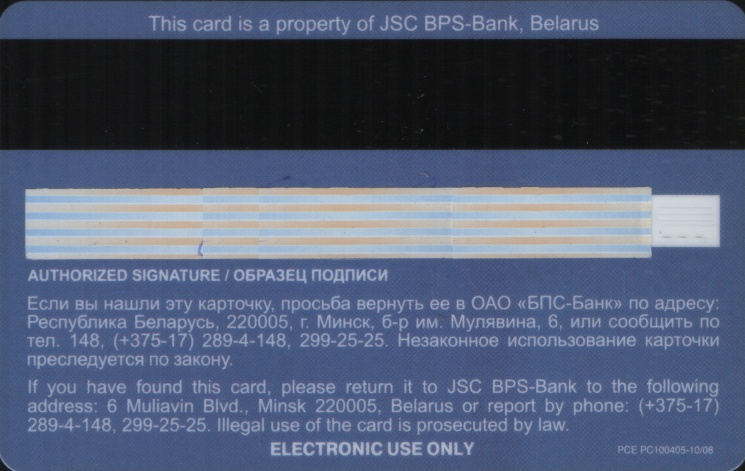 This card is a property of JSC BPS-Bank, Belarus
AUTHORIZED SIGNATURE / ОБРАЗЕЦ ПОДПИСИ
Если вы нашли эту карточку, просьба вернуть ее в ОАО «БПС-Банк» по адресу:
Республика Беларусь, 220005, г. Минск, б-р им. Мулявина, 6, или сообщить по
тел. 148, (+375-17) 289-4-148, 299-25-25. Незаконное использование карточки
преследуется по закону.
If you have found this card, please return it to JSC BPS-Bank to the following
address: 6 Muliavin Blvd., Minsk 220005, Belarus or report by phone: (+375-17)
289-4-148, 299-25-25. Illegal use of the card is prosecuted by law.
ELECTRONIC USE ONLY
PCE PC100405-10/08